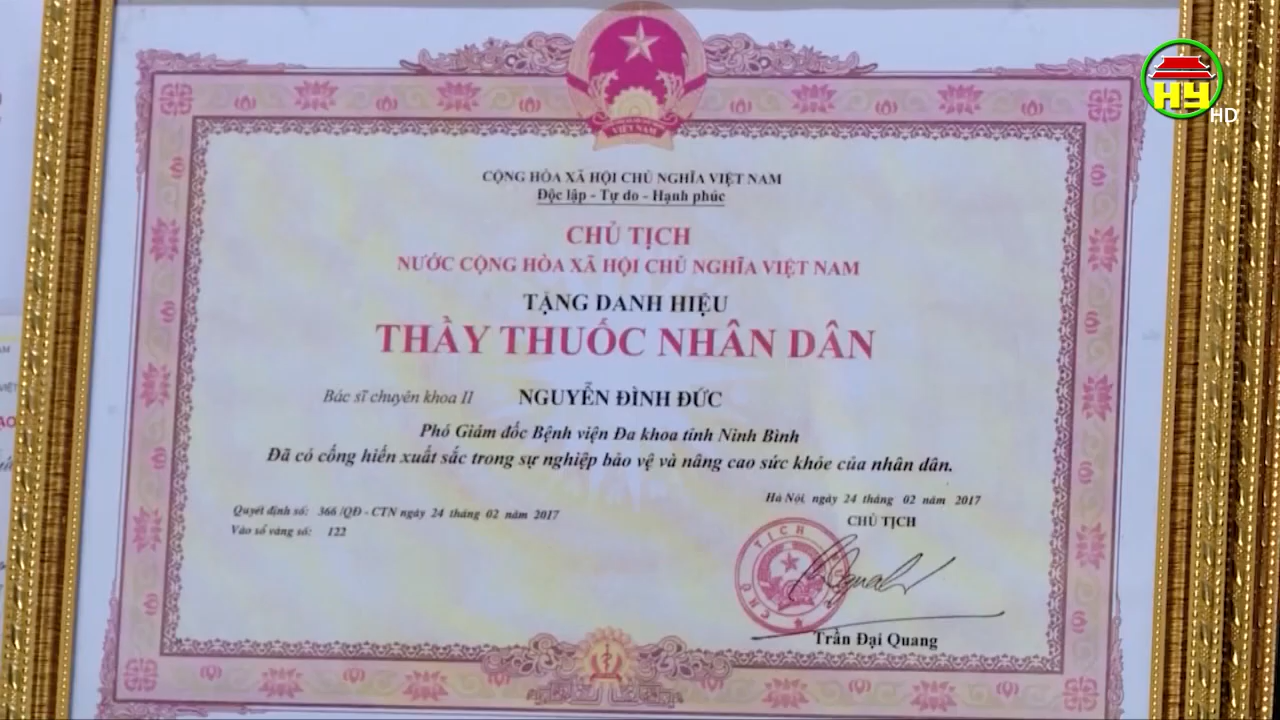 HY
HD
VIỆT NAM
CỘNG HÒA XÃ HỘI CHỦ NGHĨA VIỆT NAM
Độc lập - Tự do - Hạnh phúc
CHỦ TỊCH
NƯỚC CỘNG HÒA XÃ HỘI CHỦ NGHĨA VIỆT NAM
TẶNG DANH HIỆU
THẦY THUỐC NHÂN DÂN
Bác sĩ chuyên khoa II NGUYỄN ĐÌNH ĐỨC
Phó Giám đốc Bệnh viện Đa khoa tỉnh Ninh Bình
Đã có cống hiến xuất sắc trong sự nghiệp bảo vệ và nâng cao sức khỏe của nhân dân.
Hà Nội, ngày 24 tháng 02 năm 2017
Quyết định số: 366 /QĐ - CTN ngày 24 tháng 02 năm 2017
Vào sổ vàng số: 122
CHỦ TỊCH
CHỦ TỊCH
Trần Đại Quang